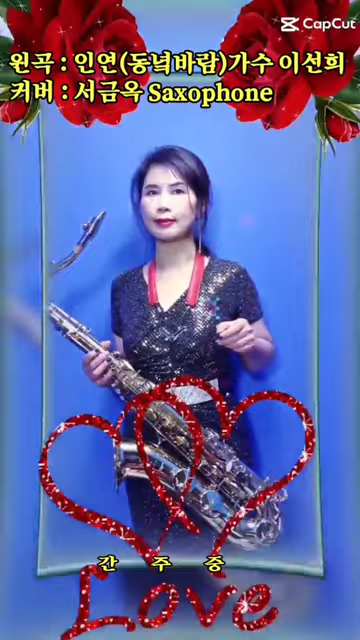 CapCut
원곡 : 인연(동녘바람)가수 이선희
커버 : 서금옥 Saxophone
간 주 중
Love